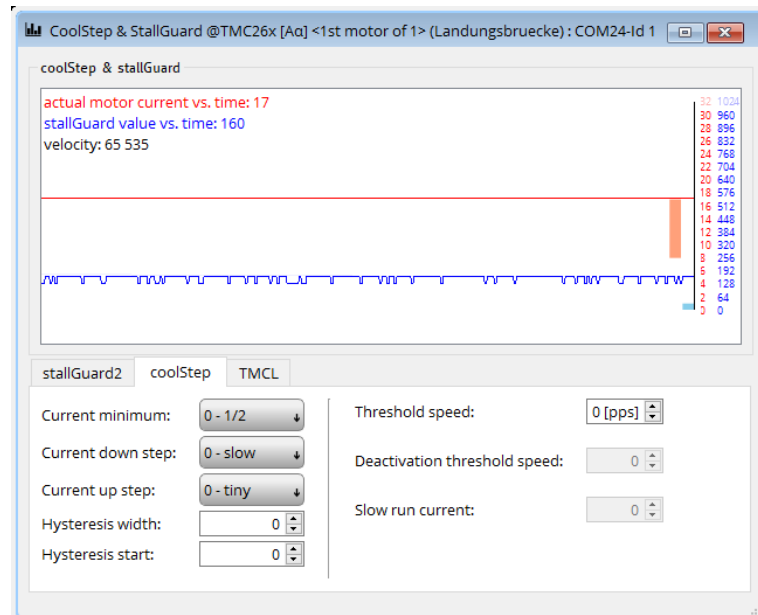 CoolStep & StallGuard @TMC26x [Aα] <1st motor of 1> (Landungsbruecke) : COM24-Id 1
coolStep & stallGuard
actual motor current vs. time: 17
stallGuard value vs. time: 160
velocity: 65 535
32 1024
30 960
28 896
26 832
24 768
22 704
20 640
18 576
16 512
14 448
12 384
10 320
8 256
6 192
4 128
2 64
0 0
stallGuard2 coolStep TMCL
Current minimum: 0 - 1/2
Current down step: 0 - slow
Current up step: 0 - tiny
Hysteresis width: 0
Hysteresis start: 0
Threshold speed: 0 [pps]
Deactivation threshold speed: 0
Slow run current: 0